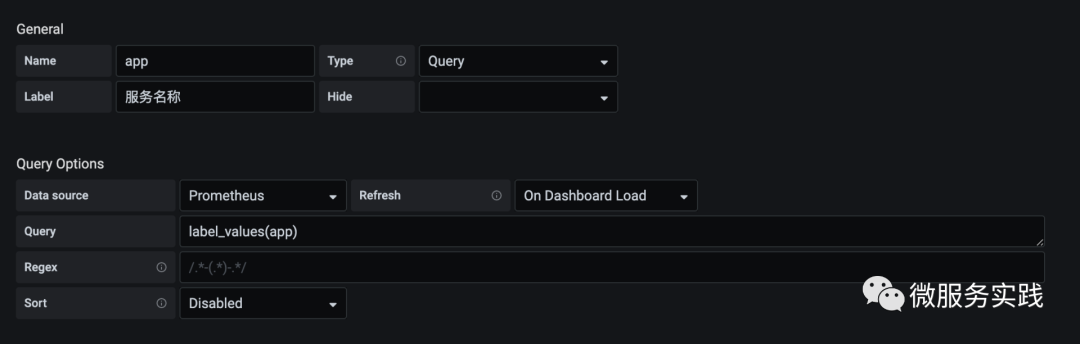 General
Name app Type Query
Label 服务名称 Hide
Query Options
Data source Prometheus Refresh On Dashboard Load
Query label_values(app)
Regex /.*-(.*)-.*/
Sort Disabled
微服务实践